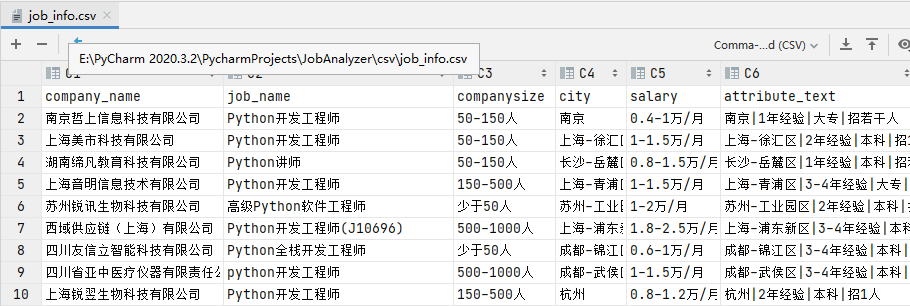 job_info.csv
Comma-...d (CSV)
E:\PyCharm 2020.3.2\PycharmProjects\JobAnalyzer\csv\job_info.csv
C3 C4 C5 C6
1 company_name job_name companysize city salary attribute_text
2 南京哲上信息科技有限公司 Python开发工程师 50-150人 南京 0.4-1万/月 南京|1年经验|大专|招若干人
3 上海美市科技有限公司 Python开发工程师 50-150人 上海-徐汇 1-1.5万/月 上海-徐汇区|2年经验|本科|招1
4 湖南缔凡教育科技有限公司 Python讲师 50-150人 长沙-岳麓 0.8-1.5万/月 长沙-岳麓区|1年经验|本科|招若
5 上海音明信息技术有限公司 Python开发工程师 150-500人 上海-青浦 1-1.5万/月 上海-青浦区|3-4年经验|大专|
6 苏州锐讯生物科技有限公司 高级Python软件工程师 少于50人 苏州-工业 1-2万/月 苏州-工业园区|2年经验|本科|
7 西域供应链（上海）有限公司 Python开发工程师(J10696) 500-1000人 上海-浦东 1.8-2.5万/月 上海-浦东新区|3-4年经验|本科
8 四川友信立智能科技有限公司 Python全栈开发工程师 少于50人 成都-锦江 0.6-1万/月 成都-锦江区|3-4年经验|本科|
9 四川省亚中医疗仪器有限责任 python开发工程师 500-1000人 成都-武侯 1-1.5万/月 成都-武侯区|3-4年经验|本科|
10 上海锐翌生物科技有限公司 Python开发工程师 150-500人 杭州 0.8-1.2万/月 杭州|2年经验|本科|招1人